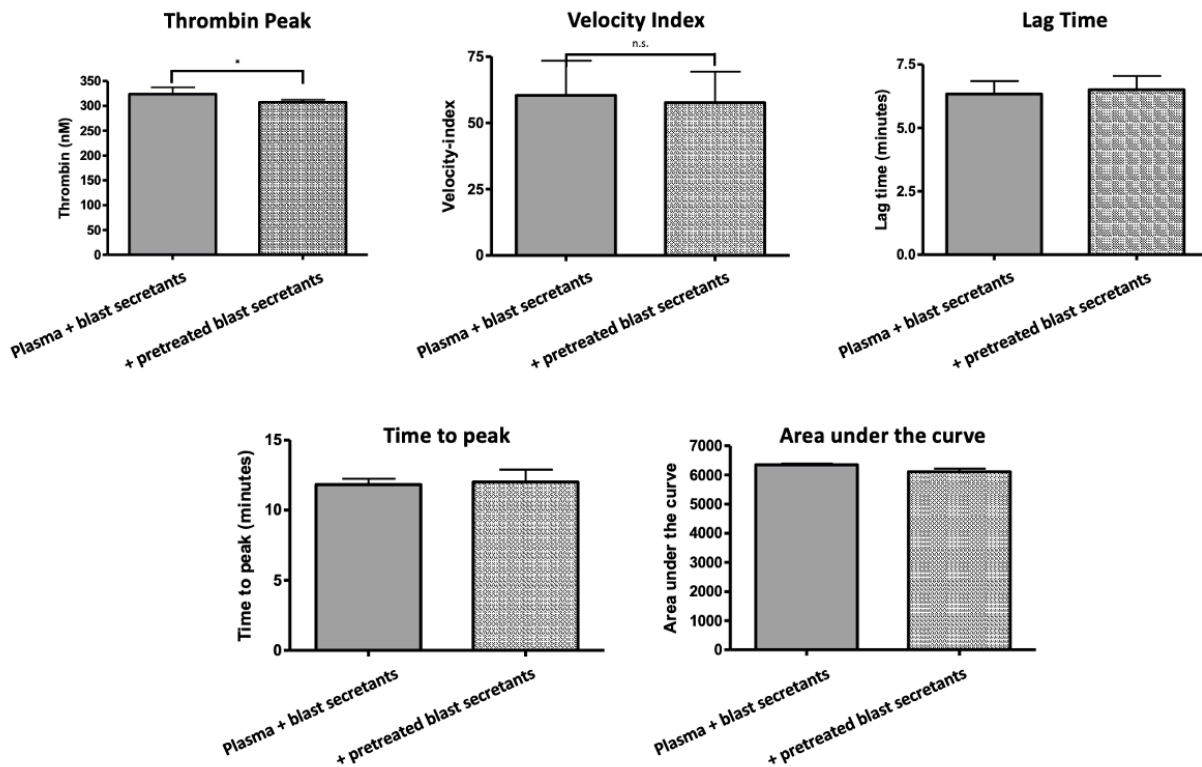 Thrombin Peak
*
Thrombin (nM)
350
300
250
200
150
100
50
0
Plasma + blast secretants
+ pretreated blast secretants
Velocity Index
n.s.
Velocity-index
75
50
25
0
Plasma + blast secretants
+ pretreated blast secretants
Lag Time
Lag time (minutes)
7.5
5.0
2.5
0.0
Plasma + blast secretants
+ pretreated blast secretants
Time to peak
Time to peak (minutes)
15
10
5
0
Plasma + blast secretants
+ pretreated blast secretants
Area under the curve
Area under the curve
7000
6000
5000
4000
3000
2000
1000
0
Plasma + blast secretants
+ pretreated blast secretants